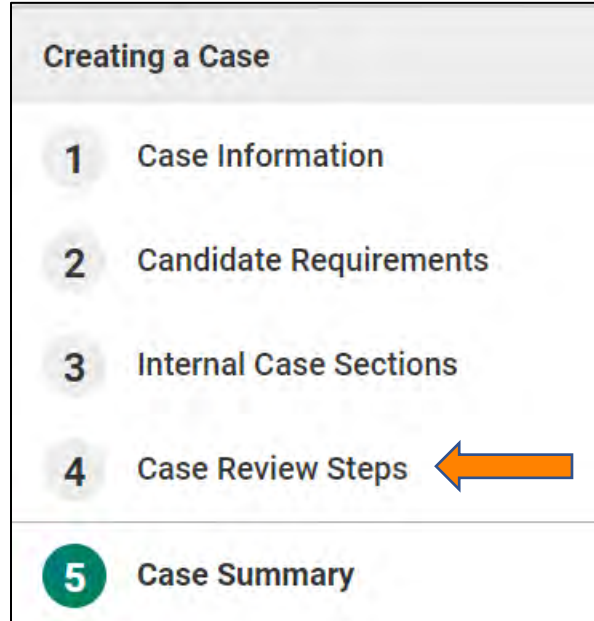 Creating a Case
1 Case Information
2 Candidate Requirements
3 Internal Case Sections
4 Case Review Steps
5 Case Summary